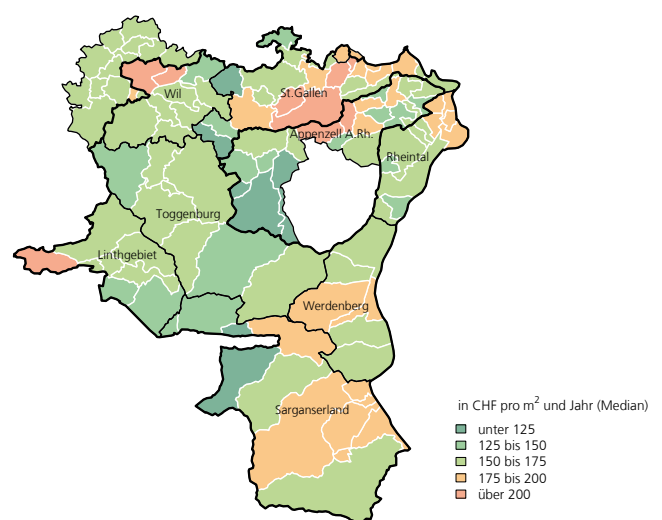 St.Gallen
Wil
Appenzell A.Rh.
Rheintal
Toggenburg
Linthgebiet
Werdenberg
Sarganserland
in CHF pro m² und Jahr (Median)
unter 125
125 bis 150
150 bis 175
175 bis 200
über 200